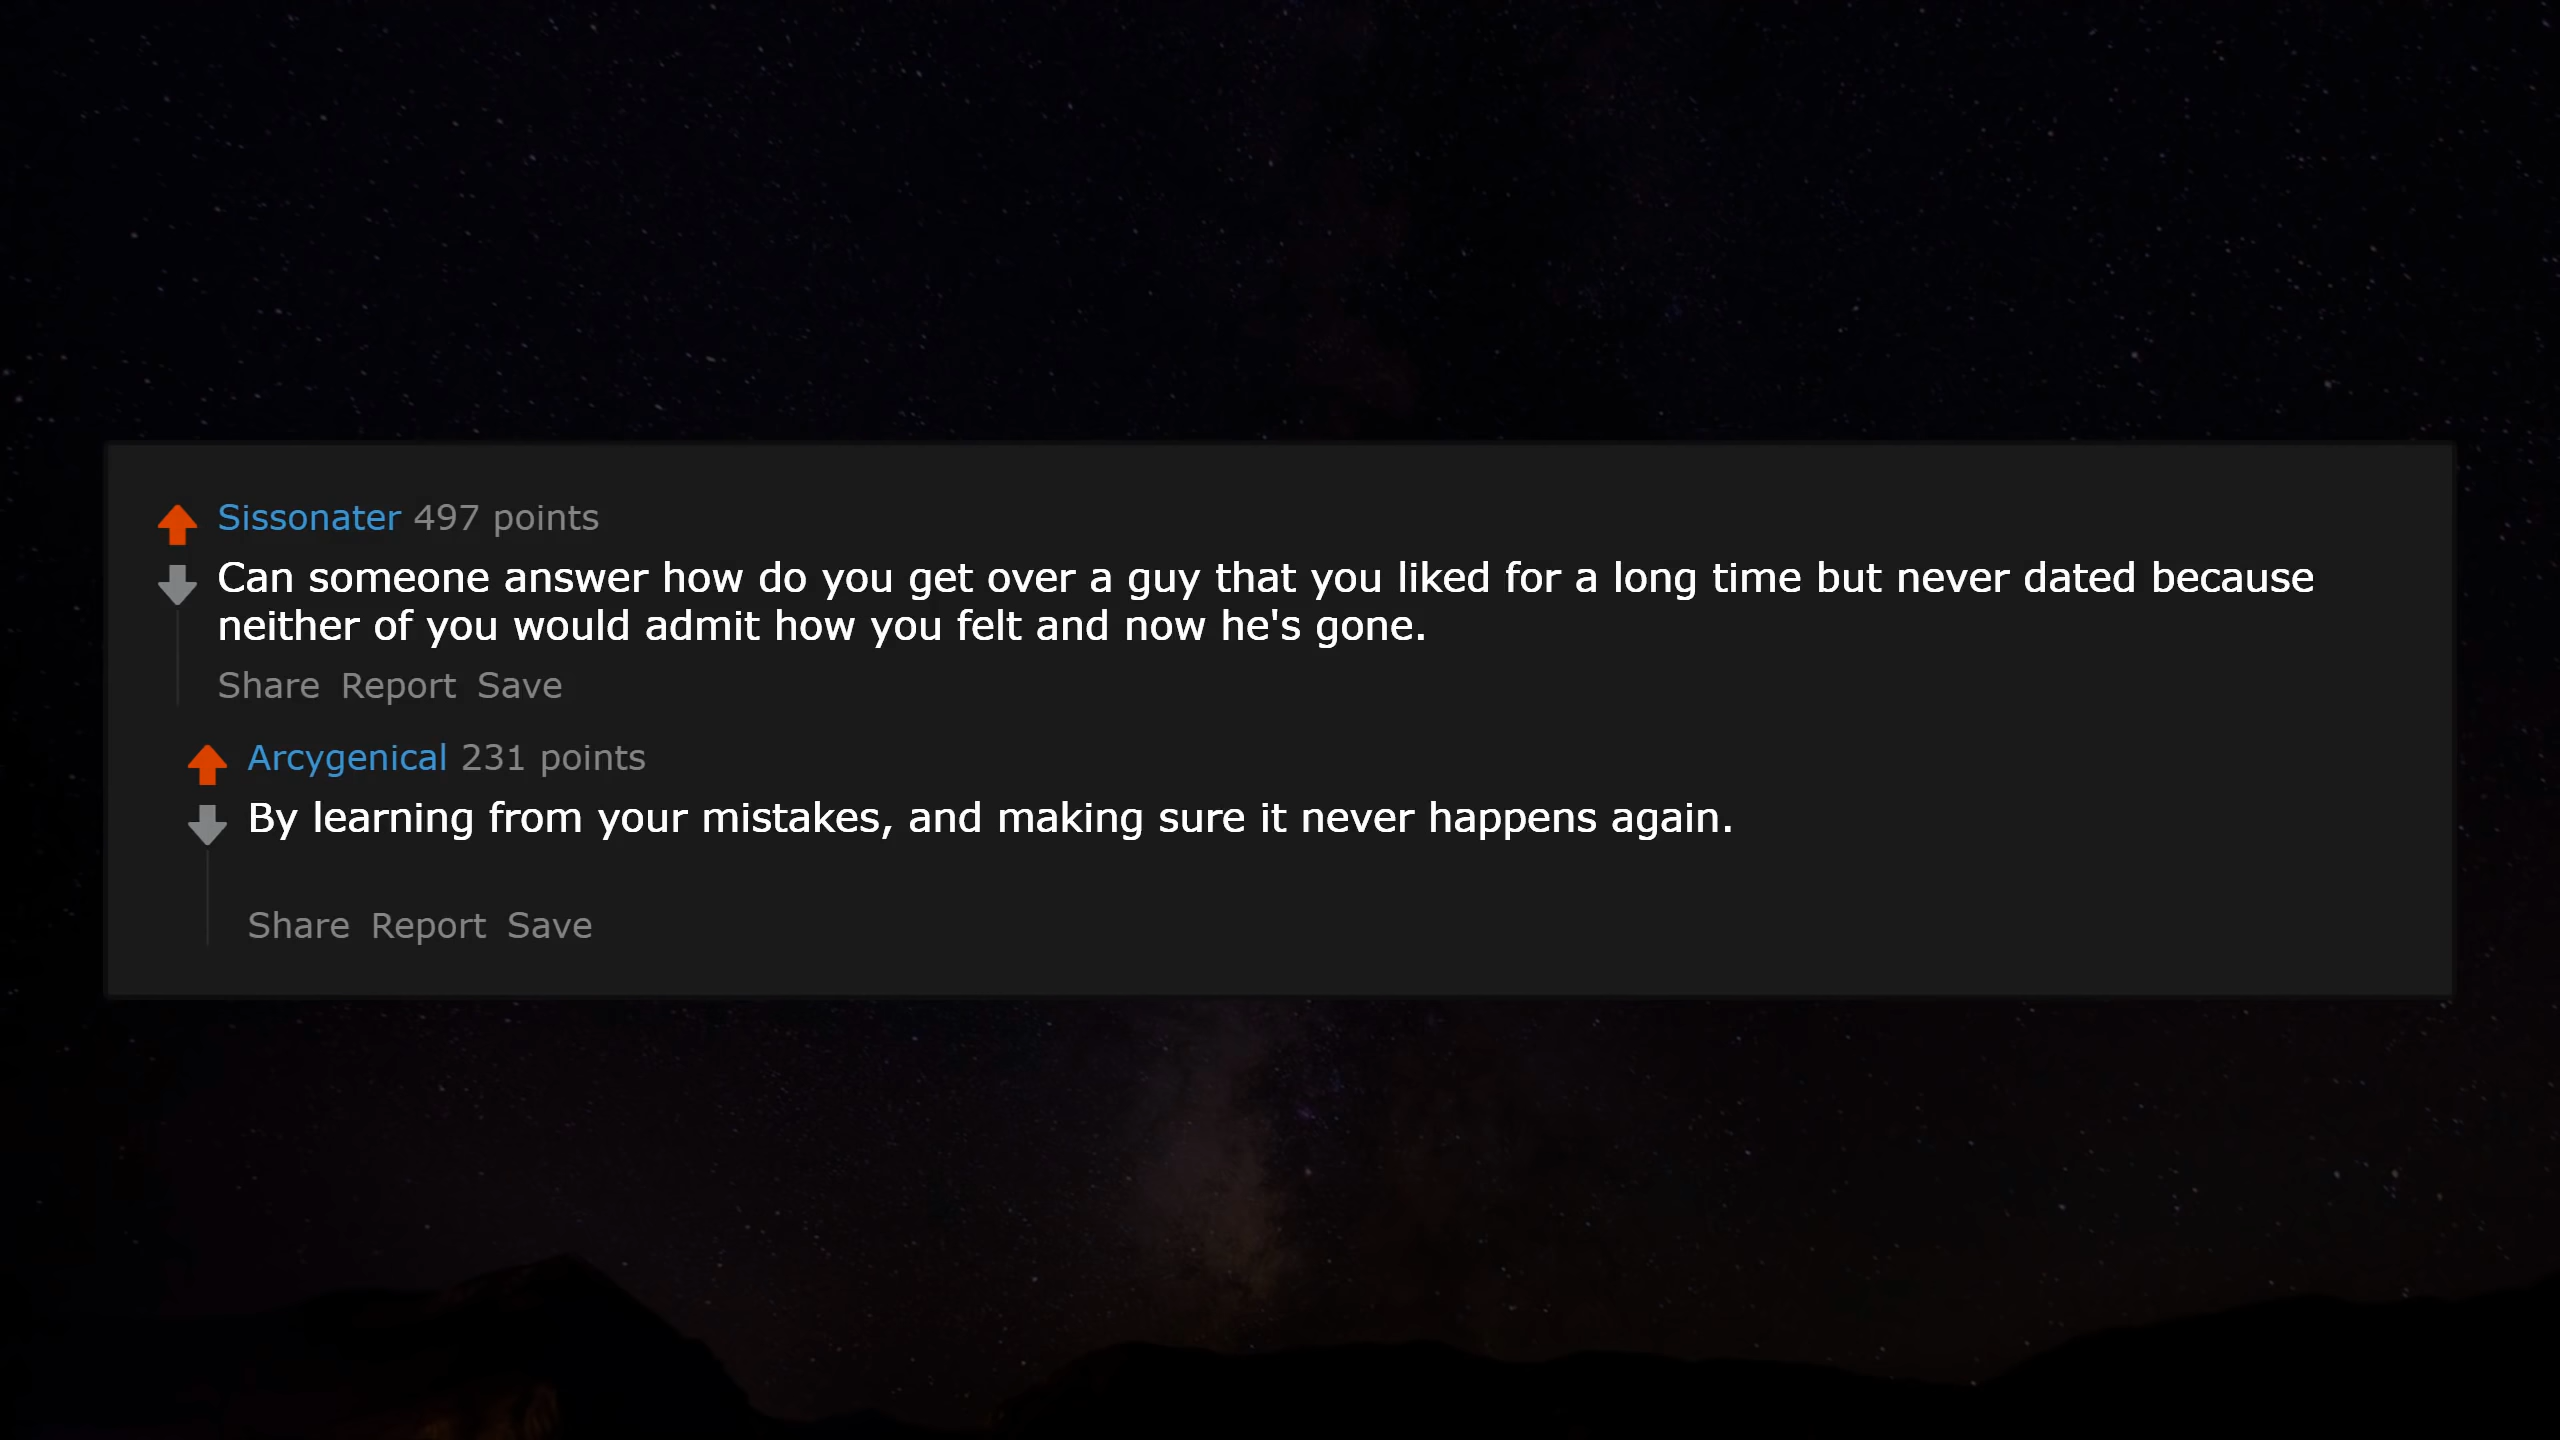 Sissonater 497 points
Can someone answer how do you get over a guy that you liked for a long time but never dated because
neither of you would admit how you felt and now he's gone.
Share Report Save
Arcygenical 231 points
By learning from your mistakes, and making sure it never happens again.
Share Report Save